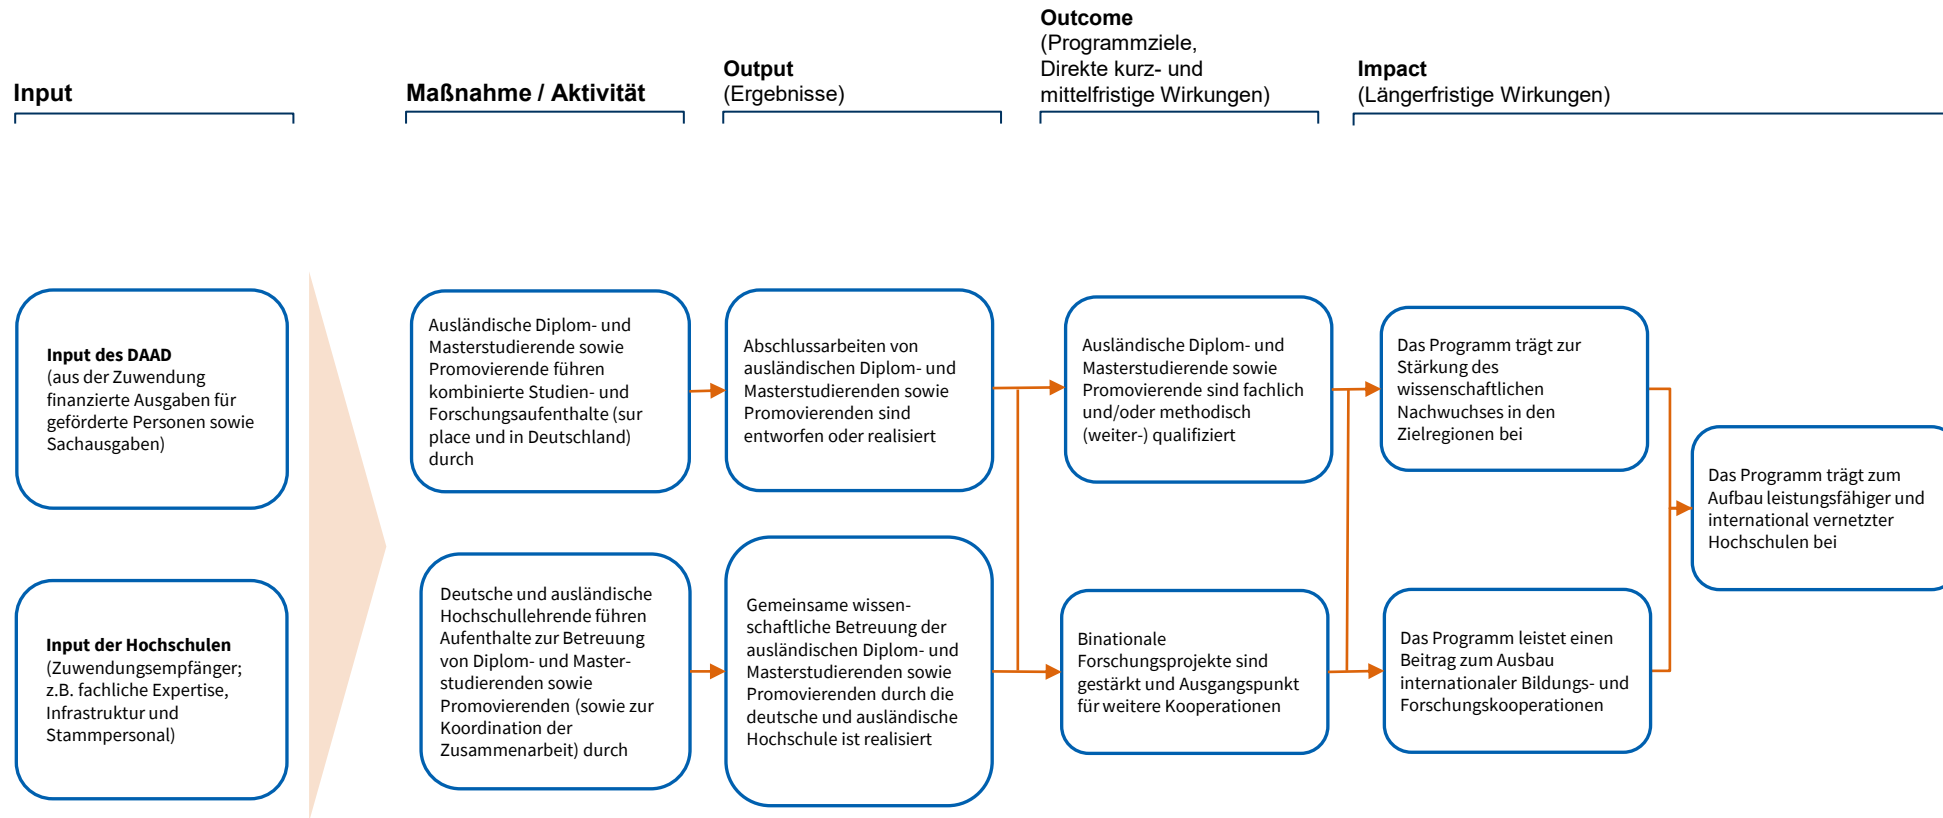 Input
Maßnahme / Aktivität
Output
(Ergebnisse)
Outcome
(Programmziele,
Direkte kurz- und
mittelfristige Wirkungen)
Impact
(Längerfristige Wirkungen)
Input des DAAD
(aus der Zuwendung
finanzierte Ausgaben für
geförderte Personen sowie
Sachausgaben)
Input der Hochschulen
(Zuwendungsempfänger;
z.B. fachliche Expertise,
Infrastruktur und
Stammpersonal)
Ausländische Diplom- und
Masterstudierende sowie
Promovierende führen
kombinierte Studien- und
Forschungsaufenthalte (sur
place und in Deutschland)
durch
Deutsche und ausländische
Hochschullehrende führen
Aufenthalte zur Betreuung
von Diplom- und Master-
studierenden sowie
Promovierenden (sowie zur
Koordination der
Zusammenarbeit) durch
Abschlussarbeiten von
ausländischen Diplom- und
Masterstudierenden sowie
Promovierenden sind
entworfen oder realisiert
Gemeinsame wissen-
schaftliche Betreuung der
ausländischen Diplom- und
Masterstudierenden sowie
Promovierenden durch die
deutsche und ausländische
Hochschule ist realisiert
Ausländische Diplom- und
Masterstudierende sowie
Promovierende sind fachlich
und/oder methodisch
(weiter-) qualifiziert
Binationale
Forschungsprojekte sind
gestärkt und Ausgangspunkt
für weitere Kooperationen
Das Programm trägt zur
Stärkung des
wissenschaftlichen
Nachwuchses in den
Zielregionen bei
Das Programm leistet einen
Beitrag zum Ausbau
internationaler Bildungs- und
Forschungskooperationen
Das Programm trägt zum
Aufbau leistungsfähiger und
international vernetzter
Hochschulen bei